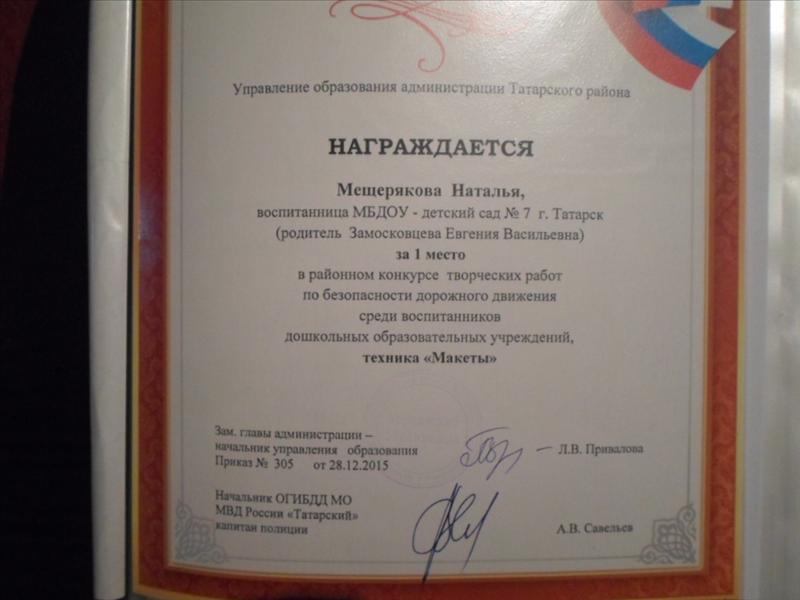 Управление образования администрации Татарского района
НАГРАЖДАЕТСЯ
Мещерякова Наталья,
воспитанница МБДОУ - детский сад № 7 г. Татарск
(родитель Замосковцева Евгения Васильевна)
за 1 место
в районном конкурсе творческих работ
по безопасности дорожного движения
среди воспитанников
дошкольных образовательных учреждений,
техника «Макеты»
Зам. главы администрации –
начальник управления образования
Приказ № 305 от 28.12.2015
Л.В. Привалова
Начальник ОГИБДД МО
МВД России «Татарский»
капитан полиции
А.В. Савельев